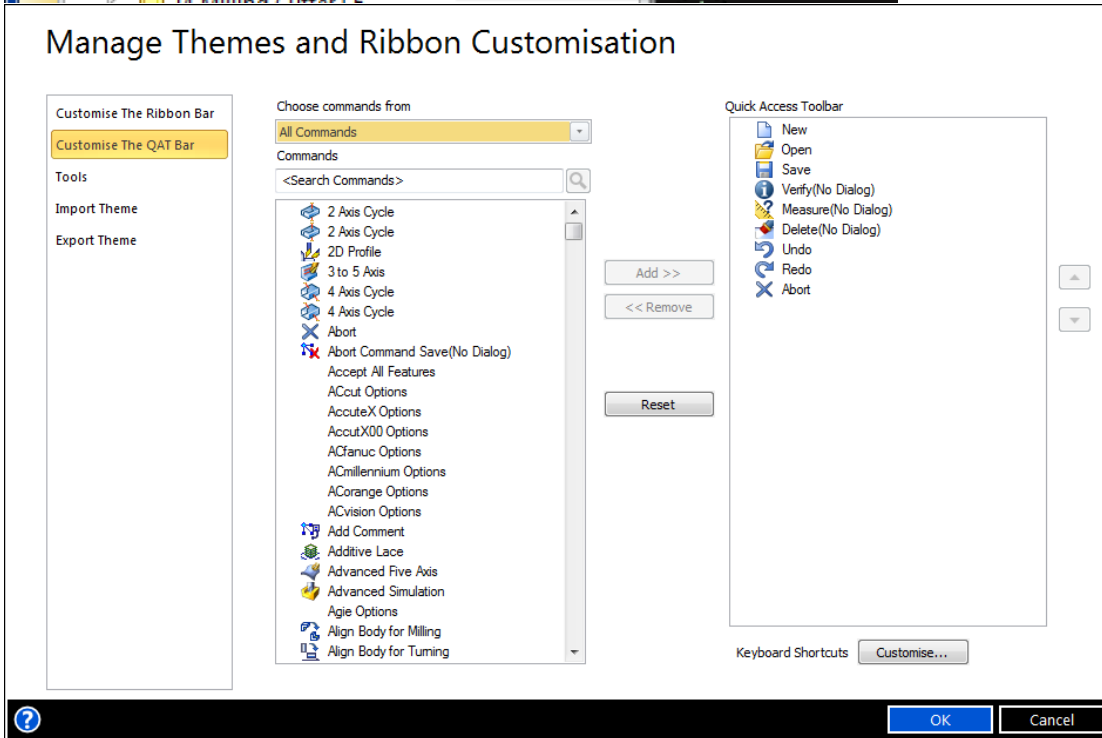 Manage Themes and Ribbon Customisation
Customise The Ribbon Bar
Customise The QAT Bar
Tools
Import Theme
Export Theme
Choose commands from
All Commands
Commands
<Search Commands>
2 Axis Cycle
2 Axis Cycle
2D Profile
3 to 5 Axis
4 Axis Cycle
4 Axis Cycle
Abort
Abort Command Save(No Dialog)
Accept All Features
ACcut Options
AccuteX Options
AccutX00 Options
ACfanuc Options
ACmillennium Options
ACorange Options
ACvision Options
Add Comment
Additive Lace
Advanced Five Axis
Advanced Simulation
Agie Options
Align Body for Milling
Align Body for Turning
Add >>
<< Remove
Reset
Quick Access Toolbar
New
Open
Save
Verify(No Dialog)
Measure(No Dialog)
Delete(No Dialog)
Undo
Redo
Abort
Keyboard Shortcuts
Customise...
OK
Cancel